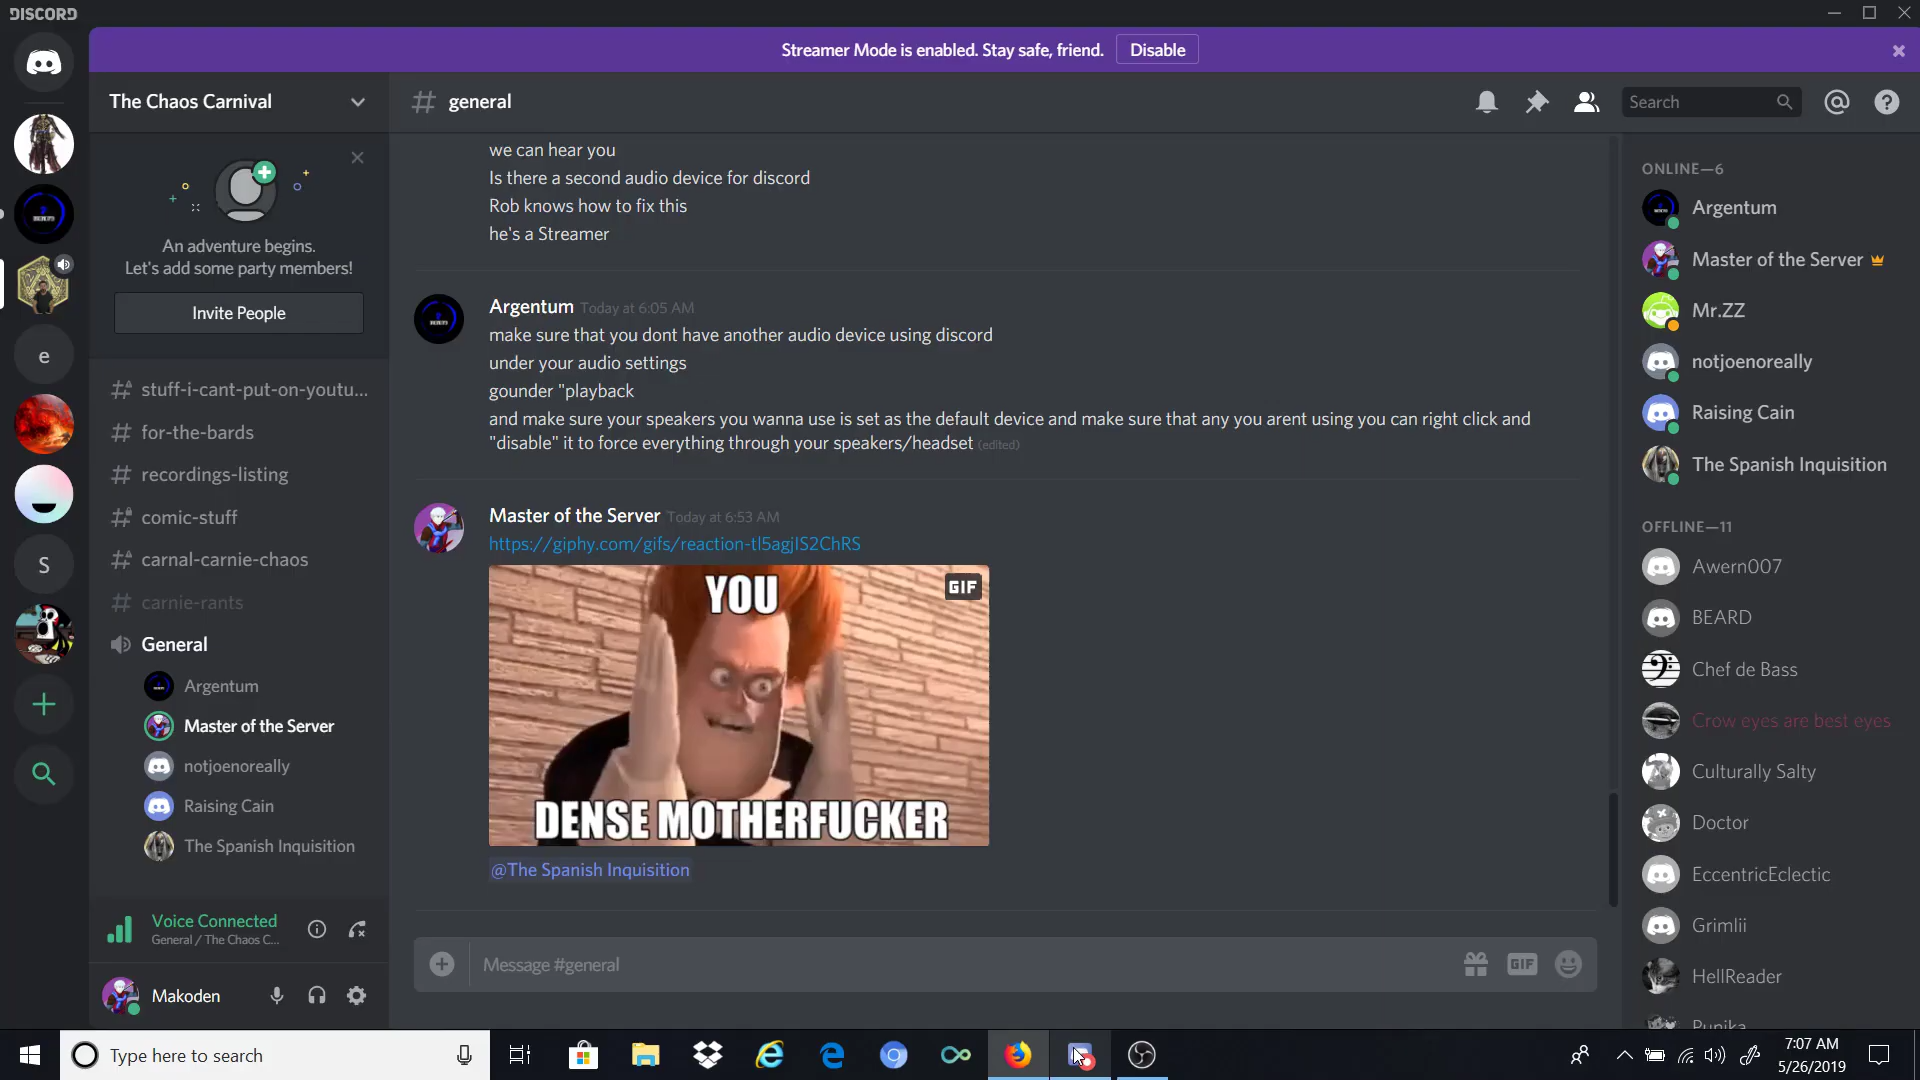 DISCORD
Streamer Mode is enabled. Stay safe, friend.
Disable
The Chaos Carnival
general
Search
An adventure begins.
Let's add some party members!
Invite People
stuff-i-cant-put-on-youtu...
for-the-bards
recordings-listing
comic-stuff
carnal-carnie-chaos
carnie-rants
General
Argentum
Master of the Server
notjoenoreally
Raising Cain
The Spanish Inquisition
Voice Connected
General / The Chaos C...
Makoden
e
S
we can hear you
Is there a second audio device for discord
Rob knows how to fix this
he's a Streamer
Argentum Today at 6:05 AM
make sure that you dont have another audio device using discord
under your audio settings
gounder "playback
and make sure your speakers you wanna use is set as the default device and make sure that any you arent using you can right click and
"disable" it to force everything through your speakers/headset (edited)
Master of the Server Today at 6:53 AM
https://giphy.com/gifs/reaction-tl5agjIS2ChRS
GIF
YOU
DENSE MOTHERFUCKER
@The Spanish Inquisition
Message #general
GIF
ONLINE—6
Argentum
Master of the Server
Mr.ZZ
notjoenoreally
Raising Cain
The Spanish Inquisition
OFFLINE—11
Awern007
BEARD
Chef de Bass
Crow eyes are best eyes
Culturally Salty
Doctor
EccentricEclectic
Grimlii
HellReader
Punika
Type here to search
7:07 AM
5/26/2019